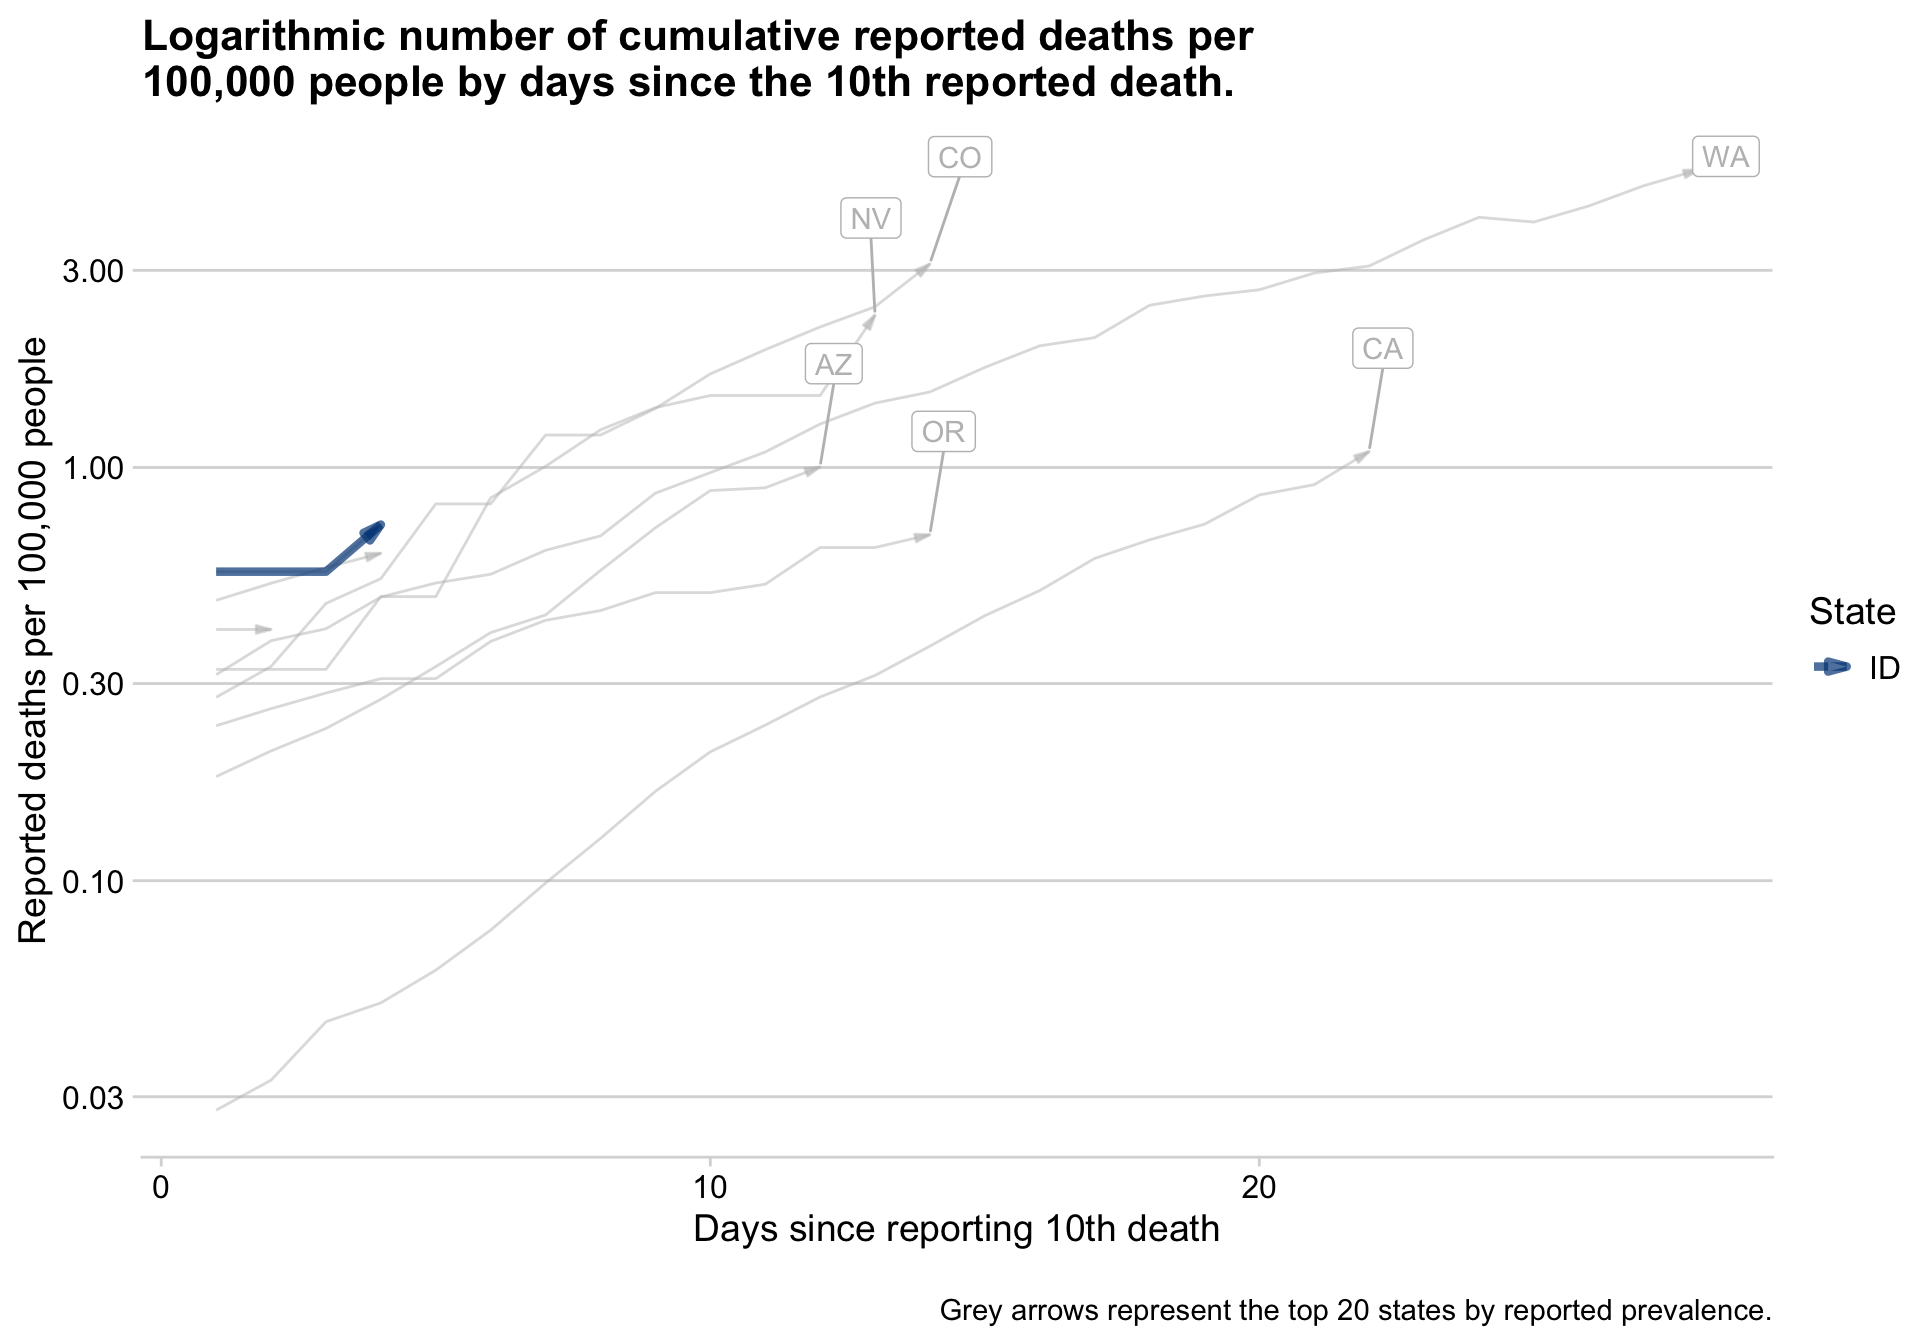 Logarithmic number of cumulative reported deaths per
100,000 people by days since the 10th reported death.
CO
WA
NV
3.00
CA
AZ
OR
1.00
Reported deaths per 100,000 people
State
ID
0.30
0.10
0.03
0
10
20
Days since reporting 10th death
Grey arrows represent the top 20 states by reported prevalence.